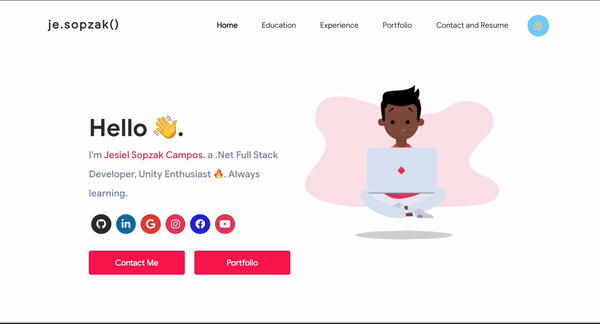 je.sopzak()
Home Education Experience Portfolio Contact and Resume
Hello 👋.
I'm Jesiel Sopzak Campos. a .Net Full Stack
Developer, Unity Enthusiast 🔥. Always
learning.
Contact Me Portfolio